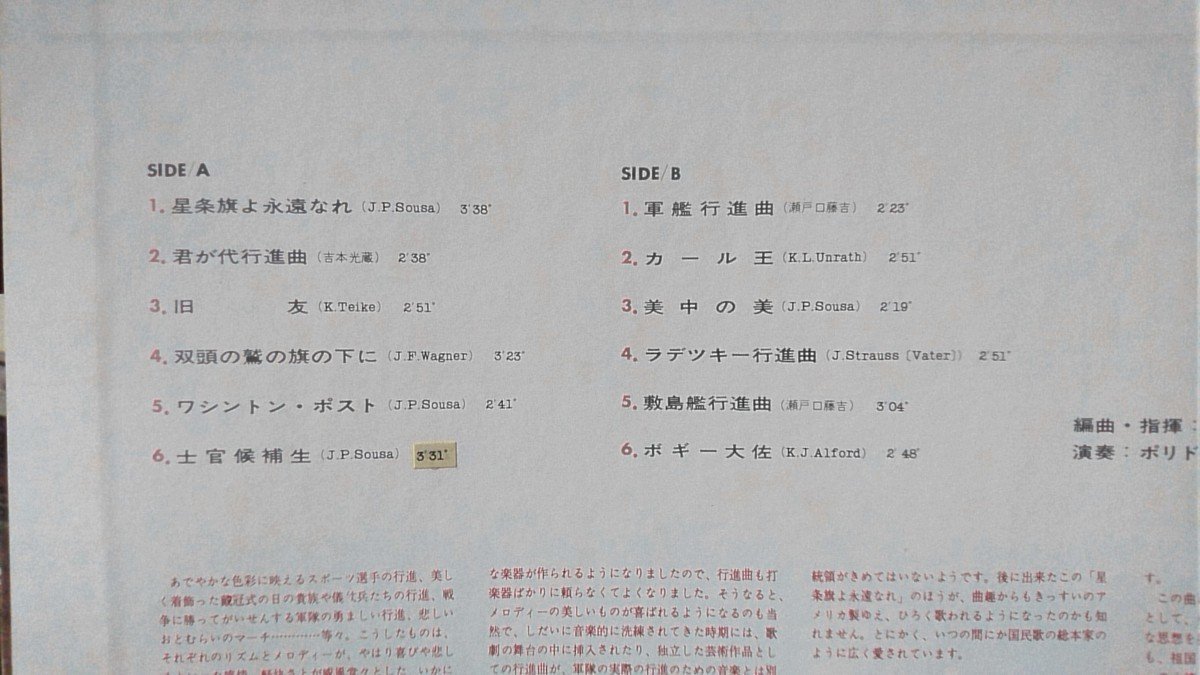 SIDE/A
1. 星条旗よ永遠なれ (J.P.Sousa) 3'38"
2. 君が代行進曲 (吉本光蔵) 2'38"
3. 旧 友 (K.Teike) 2'51"
4. 双頭の鷲の旗の下に (J.F.Wagner) 3'23"
5. ワシントン・ポスト (J.P.Sousa) 2'41"
6. 士官候補生 (J.P.Sousa) 3'31"
SIDE/B
1. 軍艦行進曲 (瀬戸口藤吉) 2'23"
2. カール王 (K.L.Unrath) 2'51"
3. 美中の美 (J.P.Sousa) 2'19"
4. ラデツキー行進曲 (J.Strauss〔Vater〕) 2'51"
5. 敷島艦行進曲 (瀬戸口藤吉) 3'04"
6. ボギー大佐 (K.J.Alford) 2'48"
編曲・指揮:
演奏:ポリド
あでやかな色彩に映えるスポーツ選手の行進、美し
く着飾った戴冠式の日の貴族や儀仗兵たちの行進、戦
争に勝ってがいせんする軍隊の勇ましい行進、悲しい
おとむらいのマーチ…………等々。こうしたものは、
それぞれのリズムとメロディーが、やはり喜びや悲し
な楽器が作られるようになりましたので、行進曲も打
楽器ばかりに頼らなくてよくなりました。そうなると、
メロディーの美しいものが喜ばれるようになるのも当
然で、しだいに音楽的に洗練されてきた時期には、歌
劇の舞台の中に挿入されたり、独立した芸術作品とし
ての行進曲が、軍隊の実際の行進のための音楽とは別
統領がきめてはいないようです。後に出来たこの「星
条旗よ永遠なれ」のほうが、曲趣からもきっすいのア
メリカ製ゆえ、ひろく歌われるようになったのかも知
れません。とにかく、いつの間にか国民歌の総本家の
ように広く愛されています。
す。
この曲
として、
な思想を
も、祖国